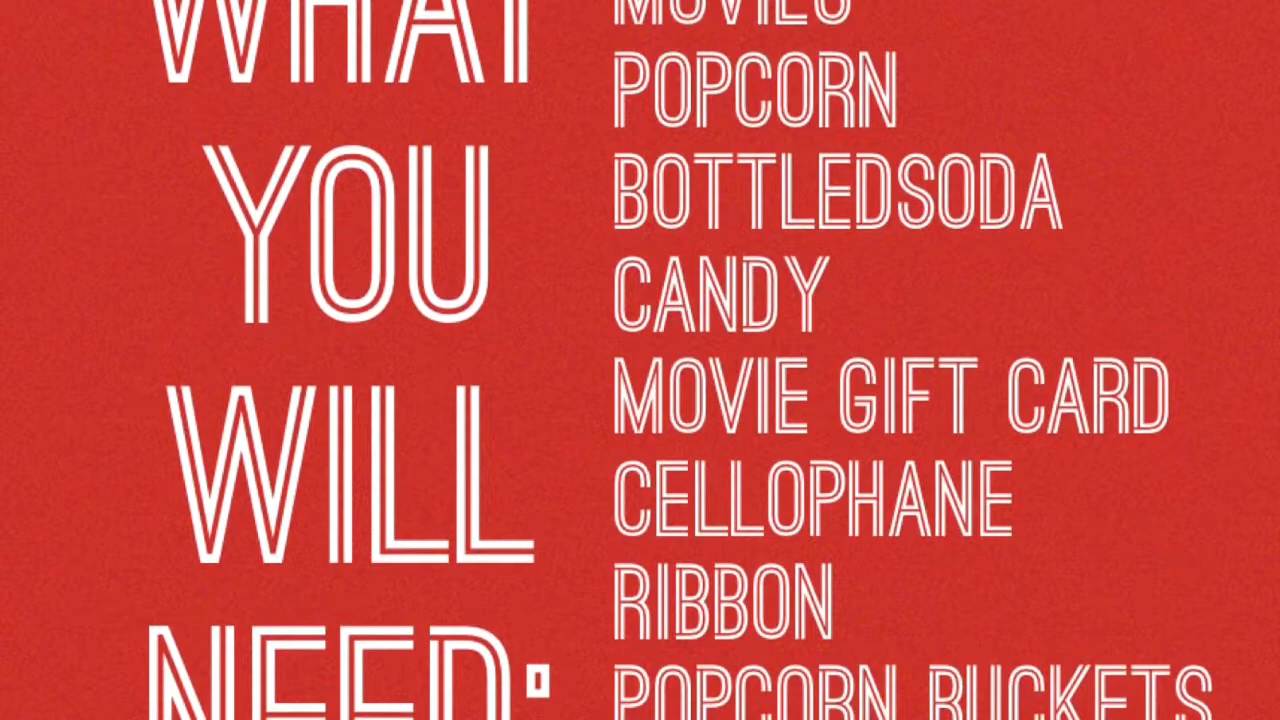 WHAT
YOU
WILL
NEED:
MOVIES
POPCORN
BOTTLEDSODA
CANDY
MOVIE GIFT CARD
CELLOPHANE
RIBBON
POPCORN BUCKETS